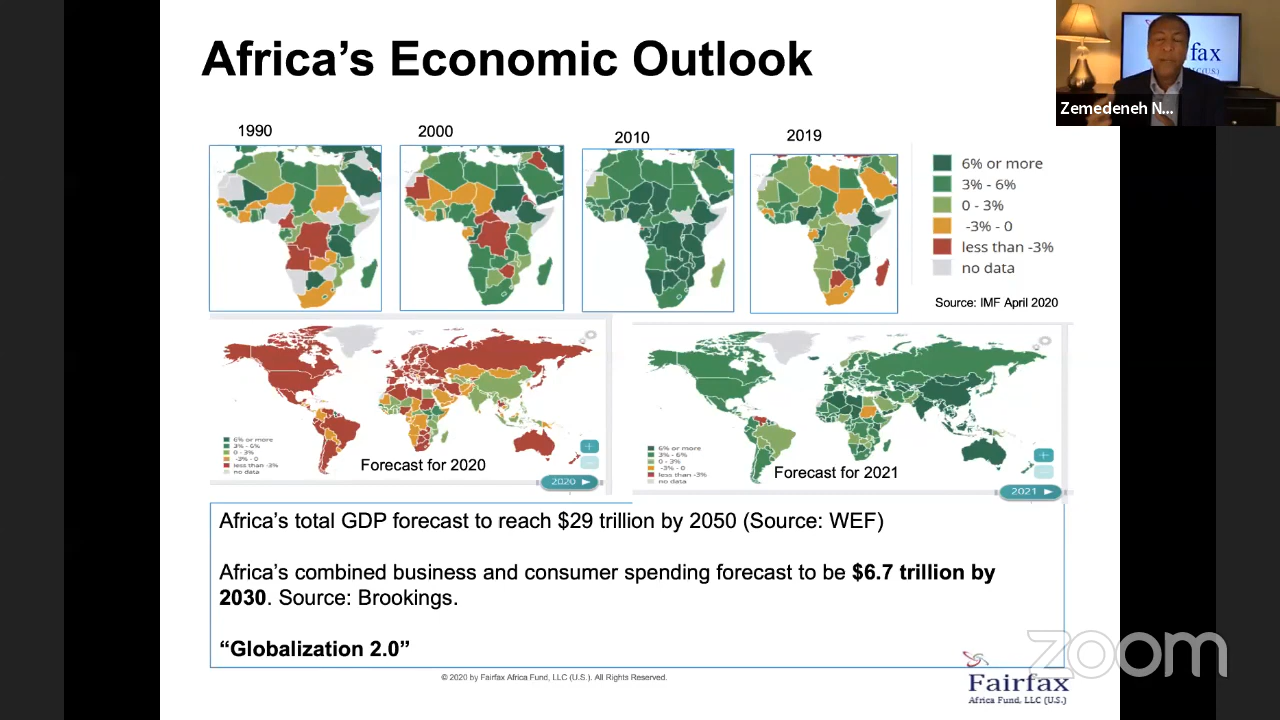 Africa's Economic Outlook
fax
IC(U.S.)
Zemedeneh N...
1990
2000
2010
2019
6% or more
3% - 6%
0 - 3%
-3% - 0
less than -3%
no data
Source: IMF April 2020
6% or more
3% - 6%
0 - 3%
-3% - 0
less than -3%
no data
Forecast for 2020
2020
6% or more
3% - 6%
0 - 3%
-3% - 0
less than -3%
no data
Forecast for 2021
2021
Africa's total GDP forecast to reach $29 trillion by 2050 (Source: WEF)
Africa's combined business and consumer spending forecast to be $6.7 trillion by
2030. Source: Brookings.
“Globalization 2.0”
zoom
© 2020 by Fairfax Africa Fund, LLC (U.S.). All Rights Reserved.
Fairfax
Africa Fund, LLC (U.S.)